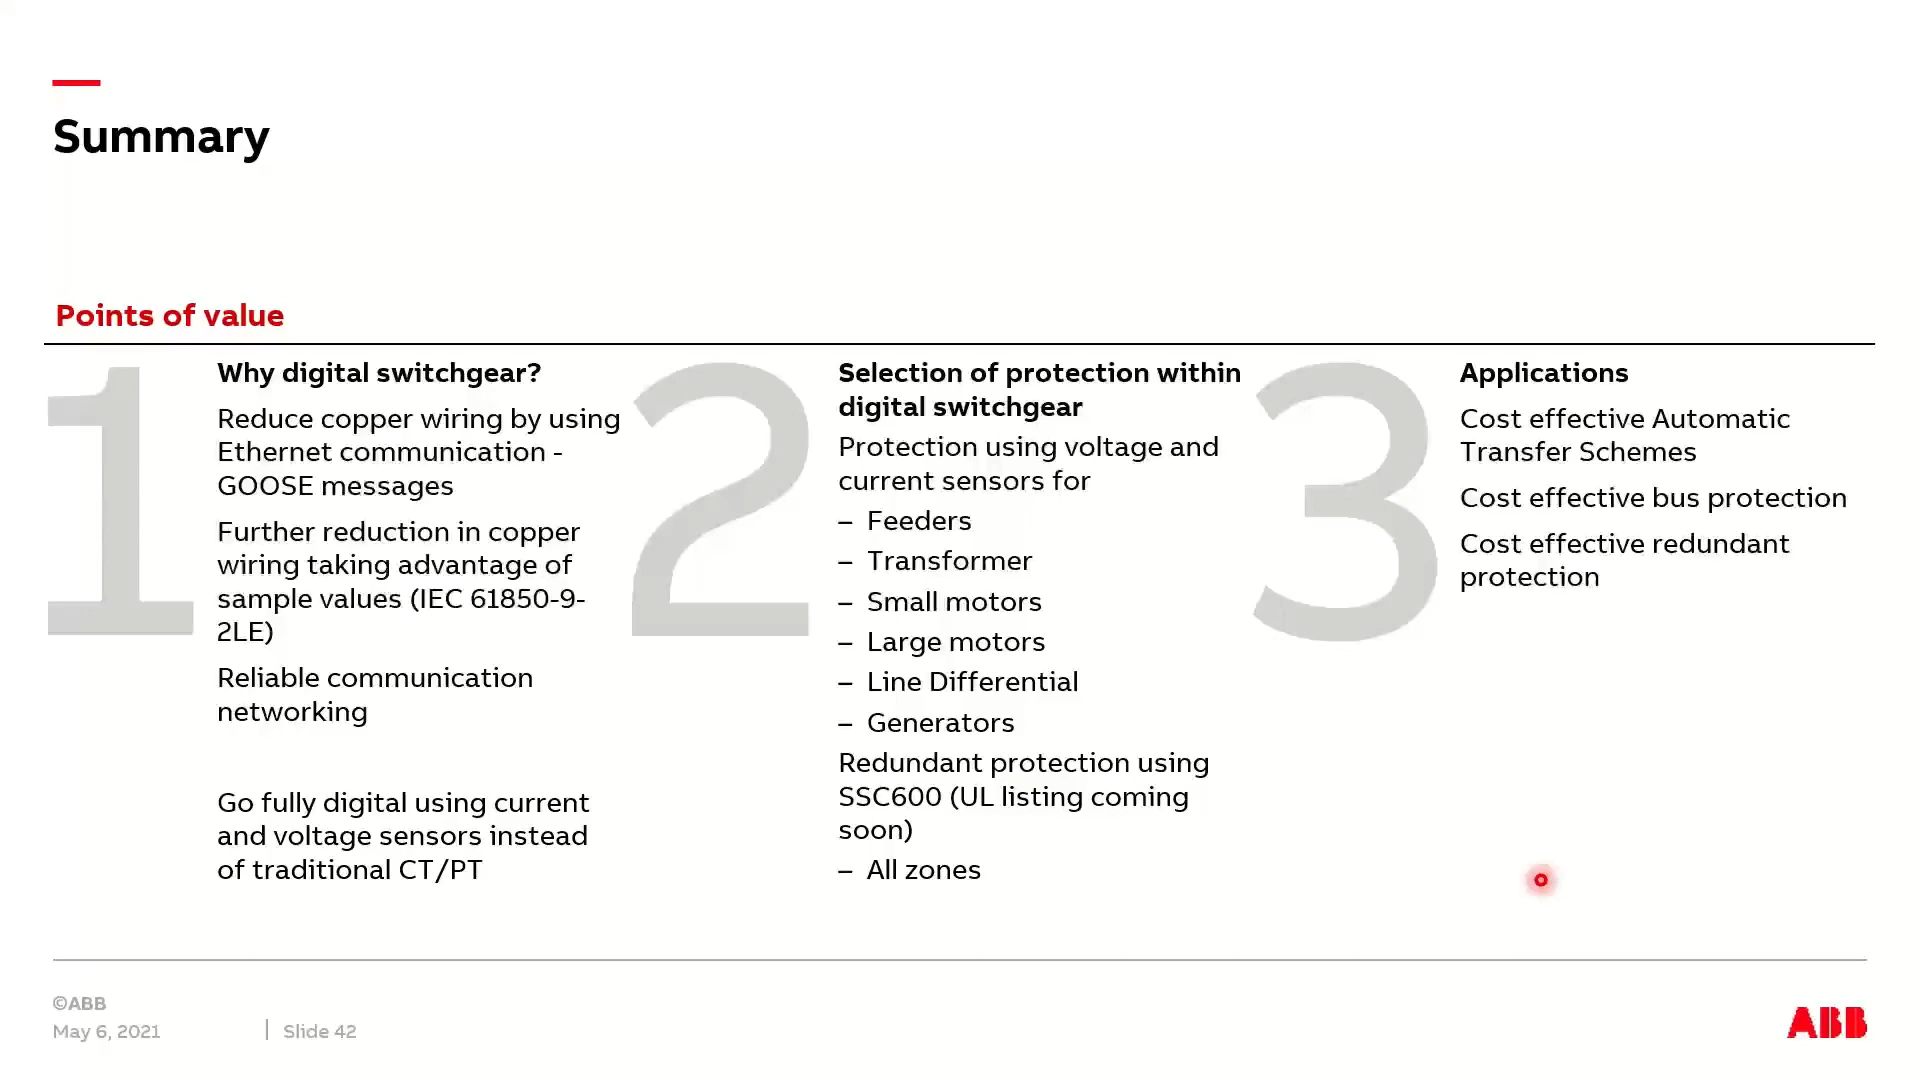 Summary
Points of value
1
Why digital switchgear?
Reduce copper wiring by using
Ethernet communication -
GOOSE messages
Further reduction in copper
wiring taking advantage of
sample values (IEC 61850-9-
2LE)
Reliable communication
networking
Go fully digital using current
and voltage sensors instead
of traditional CT/PT
2
Selection of protection within
digital switchgear
Protection using voltage and
current sensors for
– Feeders
– Transformer
– Small motors
– Large motors
– Line Differential
– Generators
Redundant protection using
SSC600 (UL listing coming
soon)
– All zones
3
Applications
Cost effective Automatic
Transfer Schemes
Cost effective bus protection
Cost effective redundant
protection
©ABB
May 6, 2021 | Slide 42
ABB